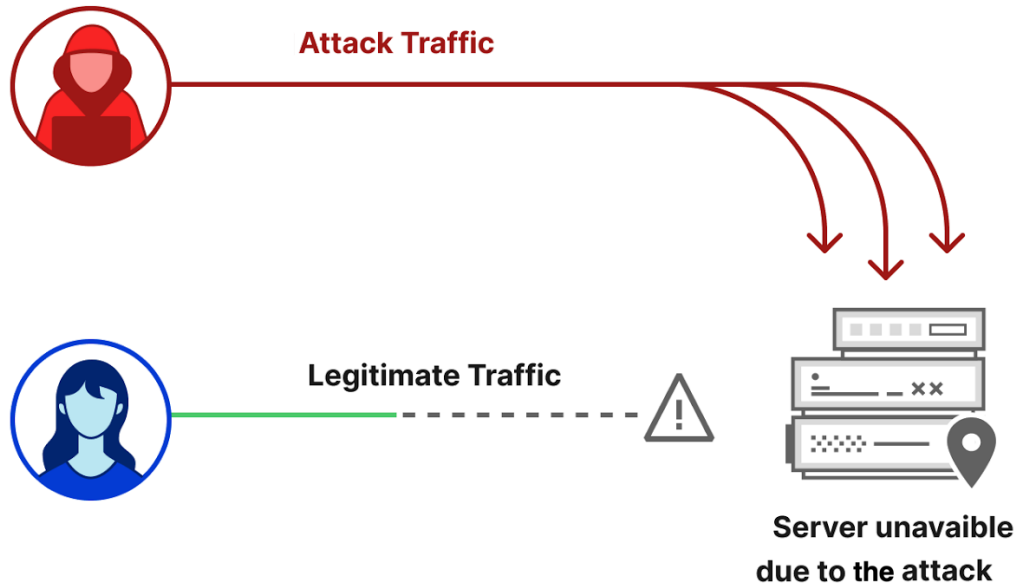 Attack Traffic
Legitimate Traffic
Server unavaible
due to the attack